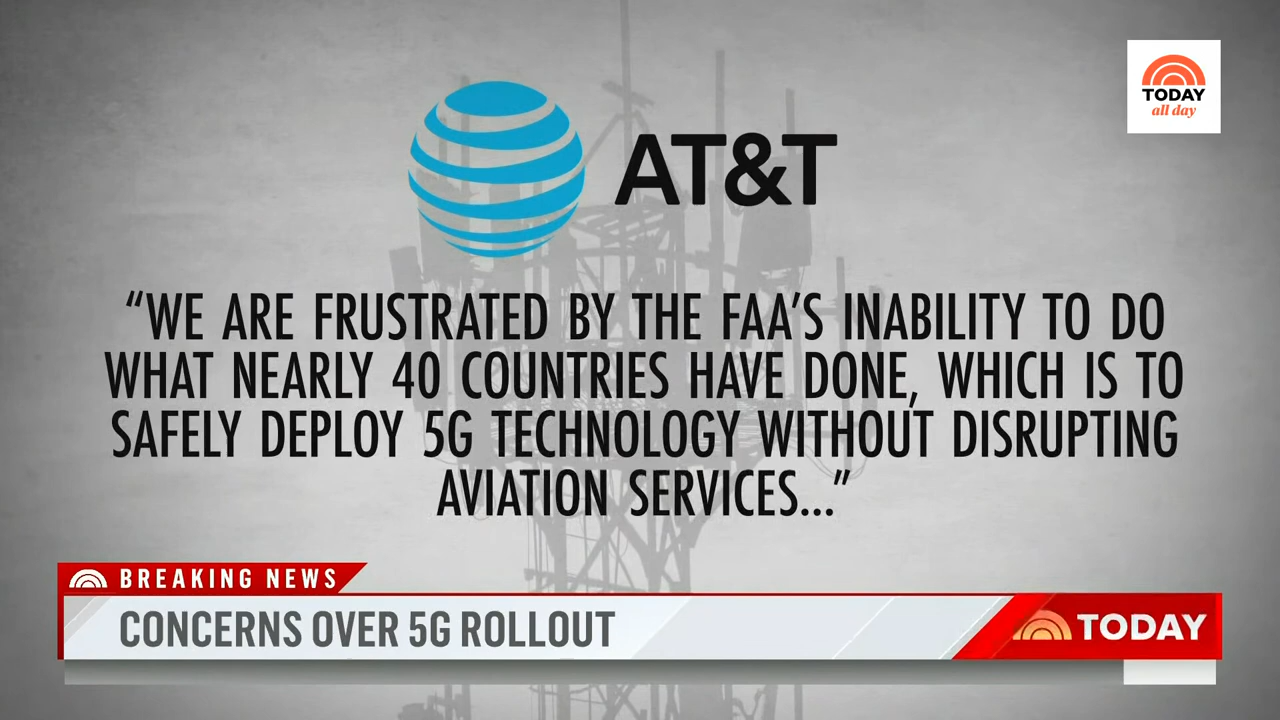 TODAY
all day
AT&T
“WE ARE FRUSTRATED BY THE FAA’S INABILITY TO DO
WHAT NEARLY 40 COUNTRIES HAVE DONE, WHICH IS TO
SAFELY DEPLOY 5G TECHNOLOGY WITHOUT DISRUPTING
AVIATION SERVICES...”
BREAKING NEWS
CONCERNS OVER 5G ROLLOUT
TODAY